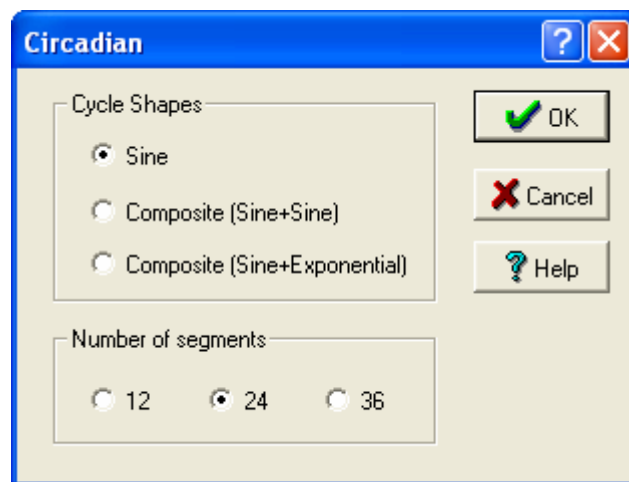 Circadian
Cycle Shapes
Sine
Composite (Sine+Sine)
Composite (Sine+Exponential)
OK
Cancel
Help
Number of segments
12 24 36